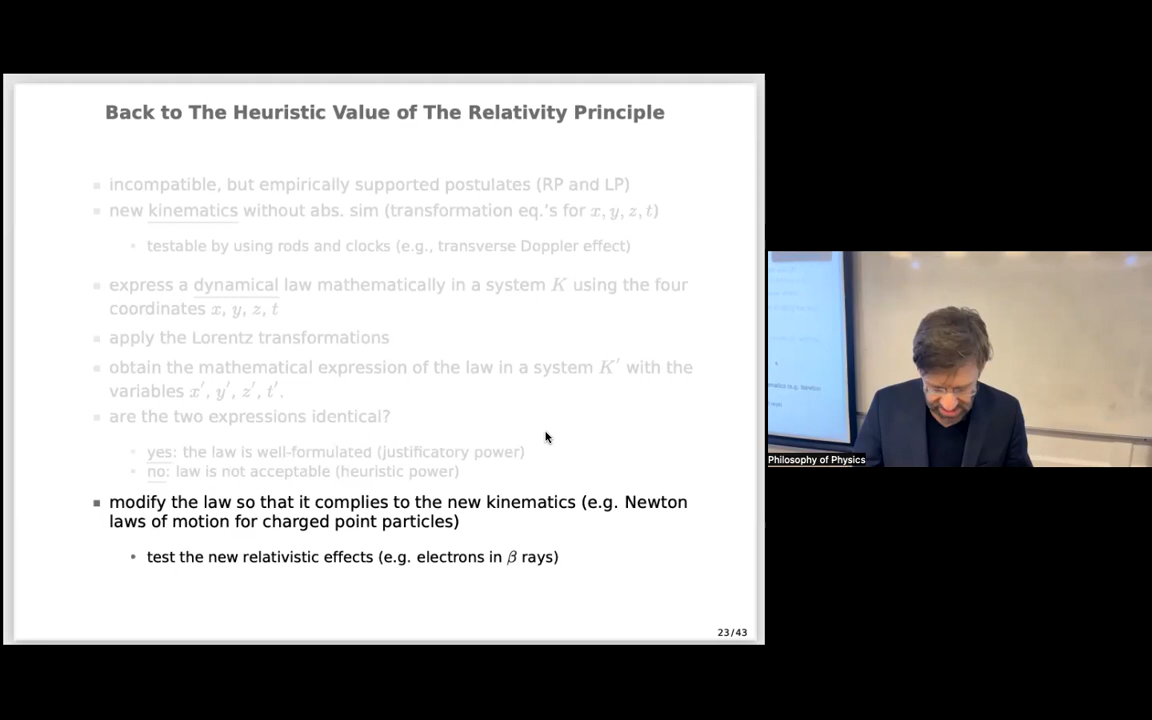 Back to The Heuristic Value of The Relativity Principle
▪ incompatible, but empirically supported postulates (RP and LP)
▪ new kinematics without abs. sim (transformation eq.'s for x, y, z, t)
• testable by using rods and clocks (e.g., transverse Doppler effect)
▪ express a dynamical law mathematically in a system K using the four
coordinates x, y, z, t
▪ apply the Lorentz transformations
▪ obtain the mathematical expression of the law in a system K′ with the
variables x′, y′, z′, t′.
▪ are the two expressions identical?
• yes: the law is well-formulated (justificatory power)
• no: law is not acceptable (heuristic power)
▪ modify the law so that it complies to the new kinematics (e.g. Newton
laws of motion for charged point particles)
• test the new relativistic effects (e.g. electrons in β rays)
23/43
Philosophy of Physics